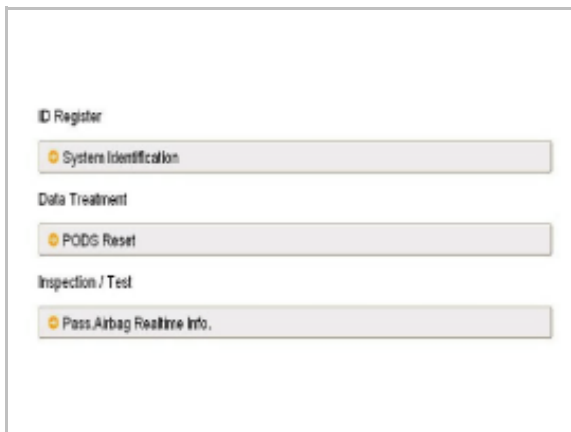 ID Register
System Identification
Data Treatment
PODS Reset
Inspection / Test
Pass.Airbag Realtime Info.